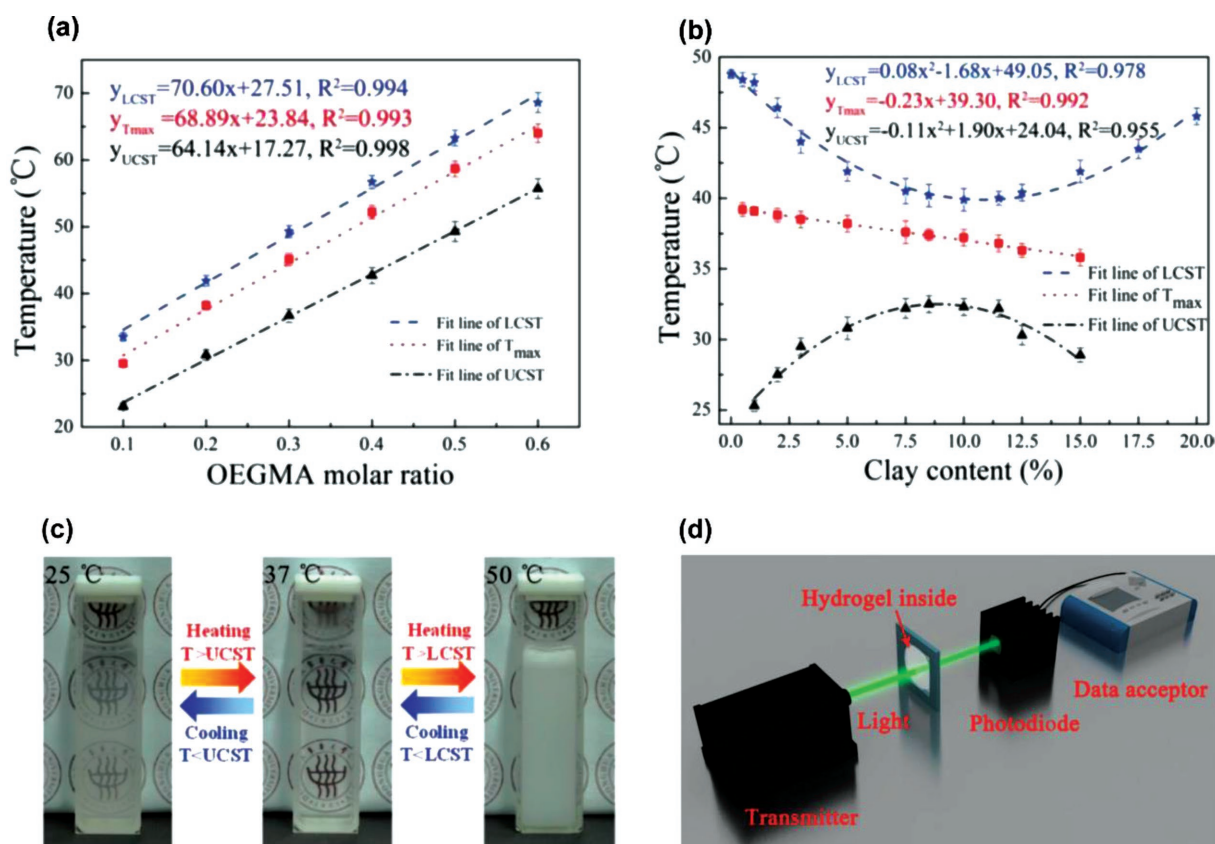 (a)
y_LCST=70.60x+27.51, R²=0.994
y_Tmax=68.89x+23.84, R²=0.993
y_UCST=64.14x+17.27, R²=0.998
Temperature (℃)
70
60
50
40
30
20
Fit line of LCST
Fit line of T_max
Fit line of UCST
0.1 0.2 0.3 0.4 0.5 0.6
OEGMA molar ratio
(b)
y_LCST=0.08x²-1.68x+49.05, R²=0.978
y_Tmax=-0.23x+39.30, R²=0.992
y_UCST=-0.11x²+1.90x+24.04, R²=0.955
Temperature (℃)
50
45
40
35
30
25
Fit line of LCST
Fit line of T_max
Fit line of UCST
0.0 2.5 5.0 7.5 10.0 12.5 15.0 17.5 20.0
Clay content (%)
(c)
25 ℃
Heating
T>UCST
Cooling
T<UCST
37 ℃
Heating
T>LCST
Cooling
T<LCST
50 ℃
(d)
Hydrogel inside
Light
Photodiode
Data acceptor
Transmitter